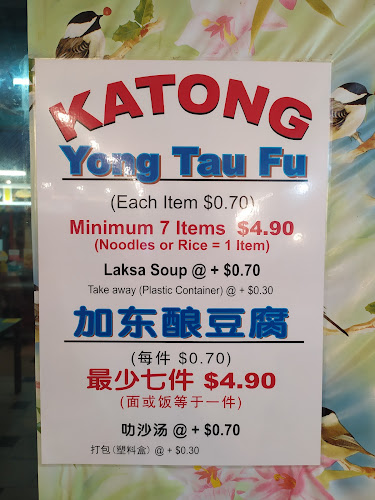 KATONG
Yong Tau Fu
(Each Item $0.70)
Minimum 7 Items $4.90
(Noodles or Rice = 1 Item)
Laksa Soup @ + $0.70
Take away (Plastic Container) @ + $0.30
加东酿豆腐
(每件 $0.70)
最少七件 $4.90
(面或饭等于一件)
叻沙汤 @ + $0.70
打包(塑料盒) @ + $0.30